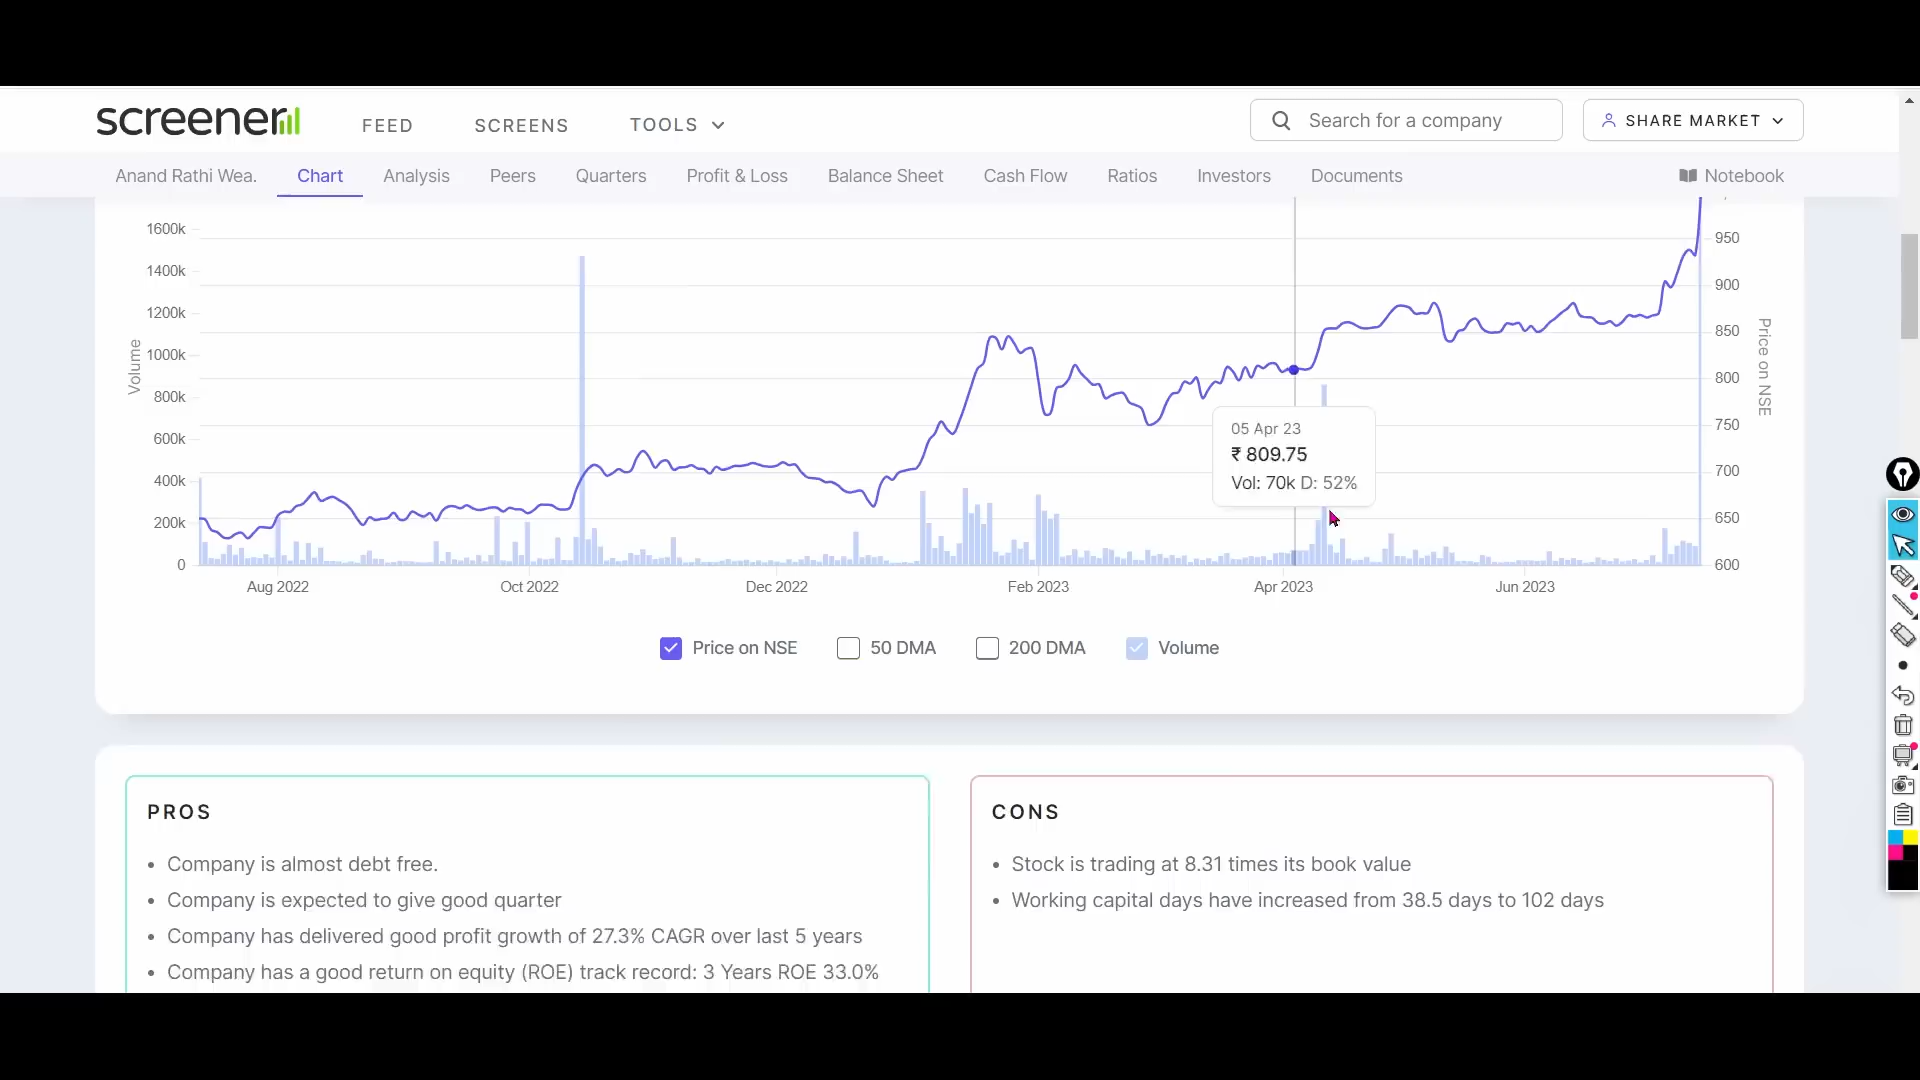 screener
FEED
SCREENS
TOOLS
Search for a company
SHARE MARKET
Anand Rathi Wea.
Chart
Analysis
Peers
Quarters
Profit & Loss
Balance Sheet
Cash Flow
Ratios
Investors
Documents
Notebook
1600k
1400k
1200k
1000k
800k
600k
400k
200k
0
Volume
950
900
850
800
750
700
650
600
Price on NSE
05 Apr 23
₹ 809.75
Vol: 70k D: 52%
Aug 2022
Oct 2022
Dec 2022
Feb 2023
Apr 2023
Jun 2023
Price on NSE
50 DMA
200 DMA
Volume
PROS
Company is almost debt free.
Company is expected to give good quarter
Company has delivered good profit growth of 27.3% CAGR over last 5 years
Company has a good return on equity (ROE) track record: 3 Years ROE 33.0%
CONS
Stock is trading at 8.31 times its book value
Working capital days have increased from 38.5 days to 102 days